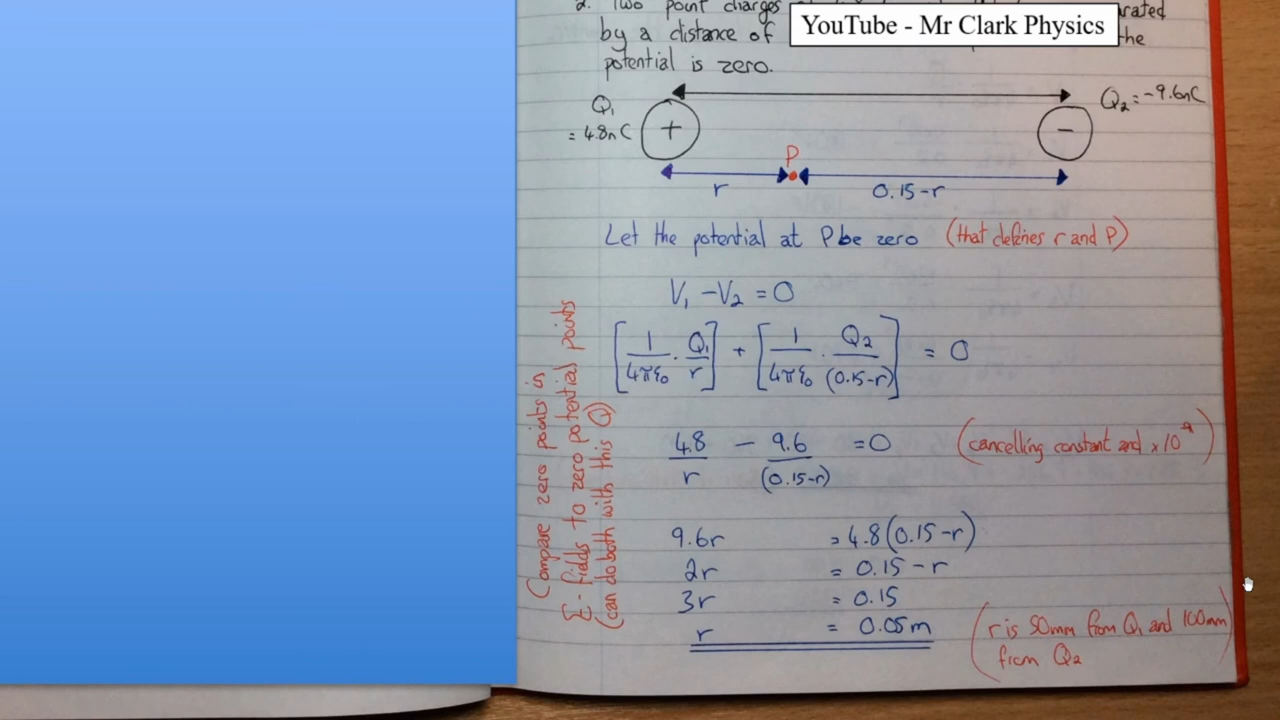 2. Two point charges
YouTube - Mr Clark Physics
by a distance of the
potential is zero.
Q₁ = 4.8nC
+
−
Q₂ = -9.6nC
P
r
0.15-r
Let the potential at P be zero (that defines r and P)
V₁ - V₂ = 0
[1/4πε₀ · Q₁/r] + [1/4πε₀ · Q₂/(0.15-r)] = 0
4.8/r - 9.6/(0.15-r) = 0 (cancelling constant and x10⁻⁹)
9.6r = 4.8(0.15-r)
2r = 0.15-r
3r = 0.15
r = 0.05m (r is 50mm from Q₁ and 100mm
from Q₂)
(Compare zero points in
E-fields to zero potential points
(can do both with this Q)